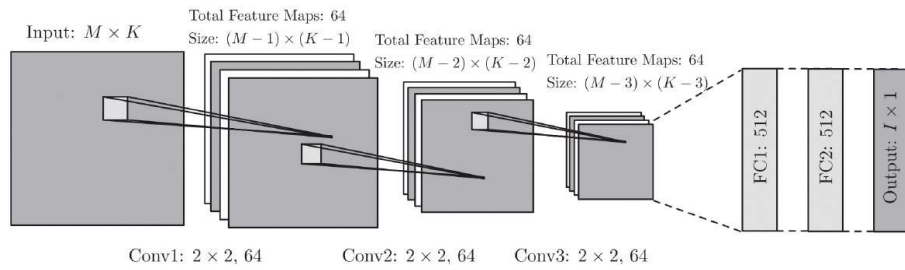 Input: M × K
Total Feature Maps: 64
Size: (M − 1) × (K − 1)
Total Feature Maps: 64
Size: (M − 2) × (K − 2)
Total Feature Maps: 64
Size: (M − 3) × (K − 3)
FC1: 512
FC2: 512
Output: I × 1
Conv1: 2 × 2, 64
Conv2: 2 × 2, 64
Conv3: 2 × 2, 64